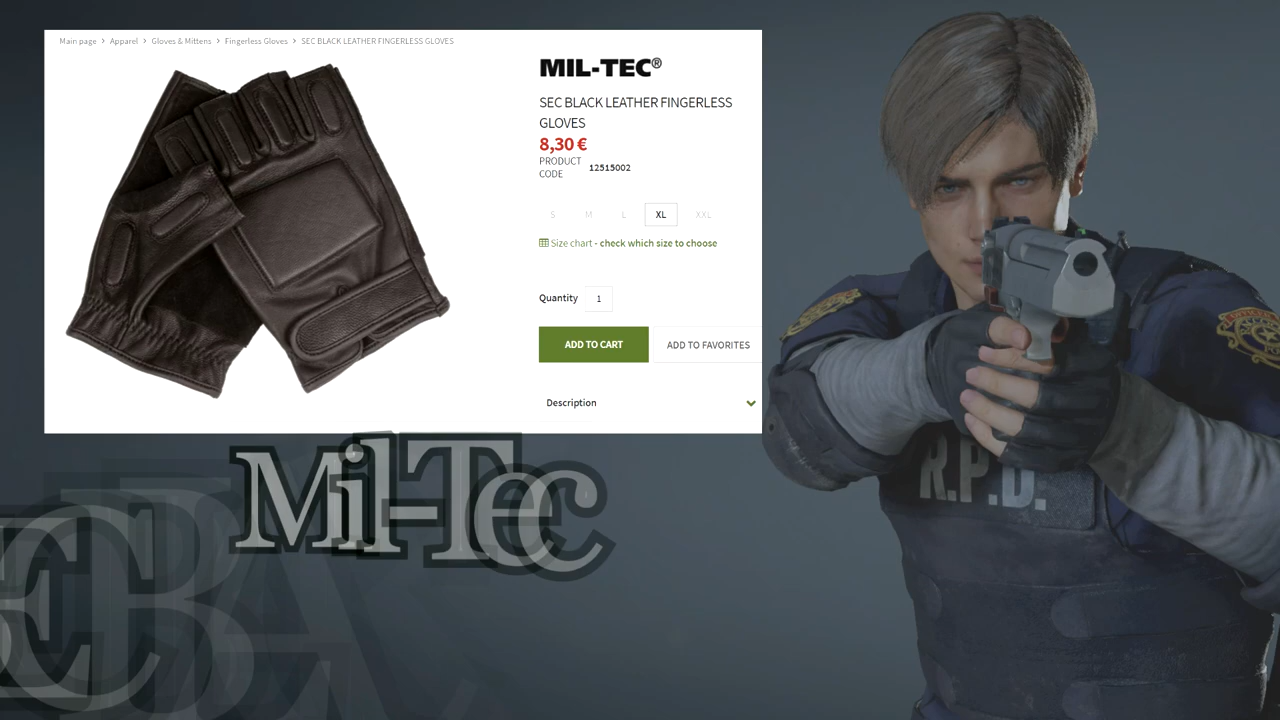 Main page > Apparel > Gloves & Mittens > Fingerless Gloves > SEC BLACK LEATHER FINGERLESS GLOVES
MIL-TEC®
SEC BLACK LEATHER FINGERLESS
GLOVES
8,30 €
PRODUCT
CODE
12515002
S M L XL XXL
Size chart - check which size to choose
Quantity 1
ADD TO CART ADD TO FAVORITES
Description
R.P.D.
Mil-Tec